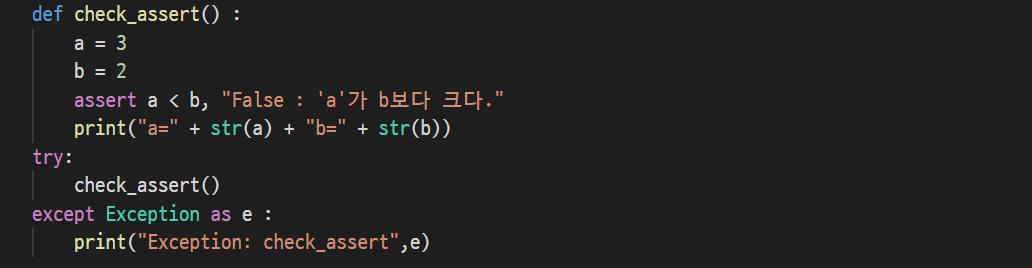 def check_assert() :
    a = 3
    b = 2
    assert a < b, "False : 'a'가 b보다 크다."
    print("a=" + str(a) + "b=" + str(b))
try:
    check_assert()
except Exception as e :
    print("Exception: check_assert",e)